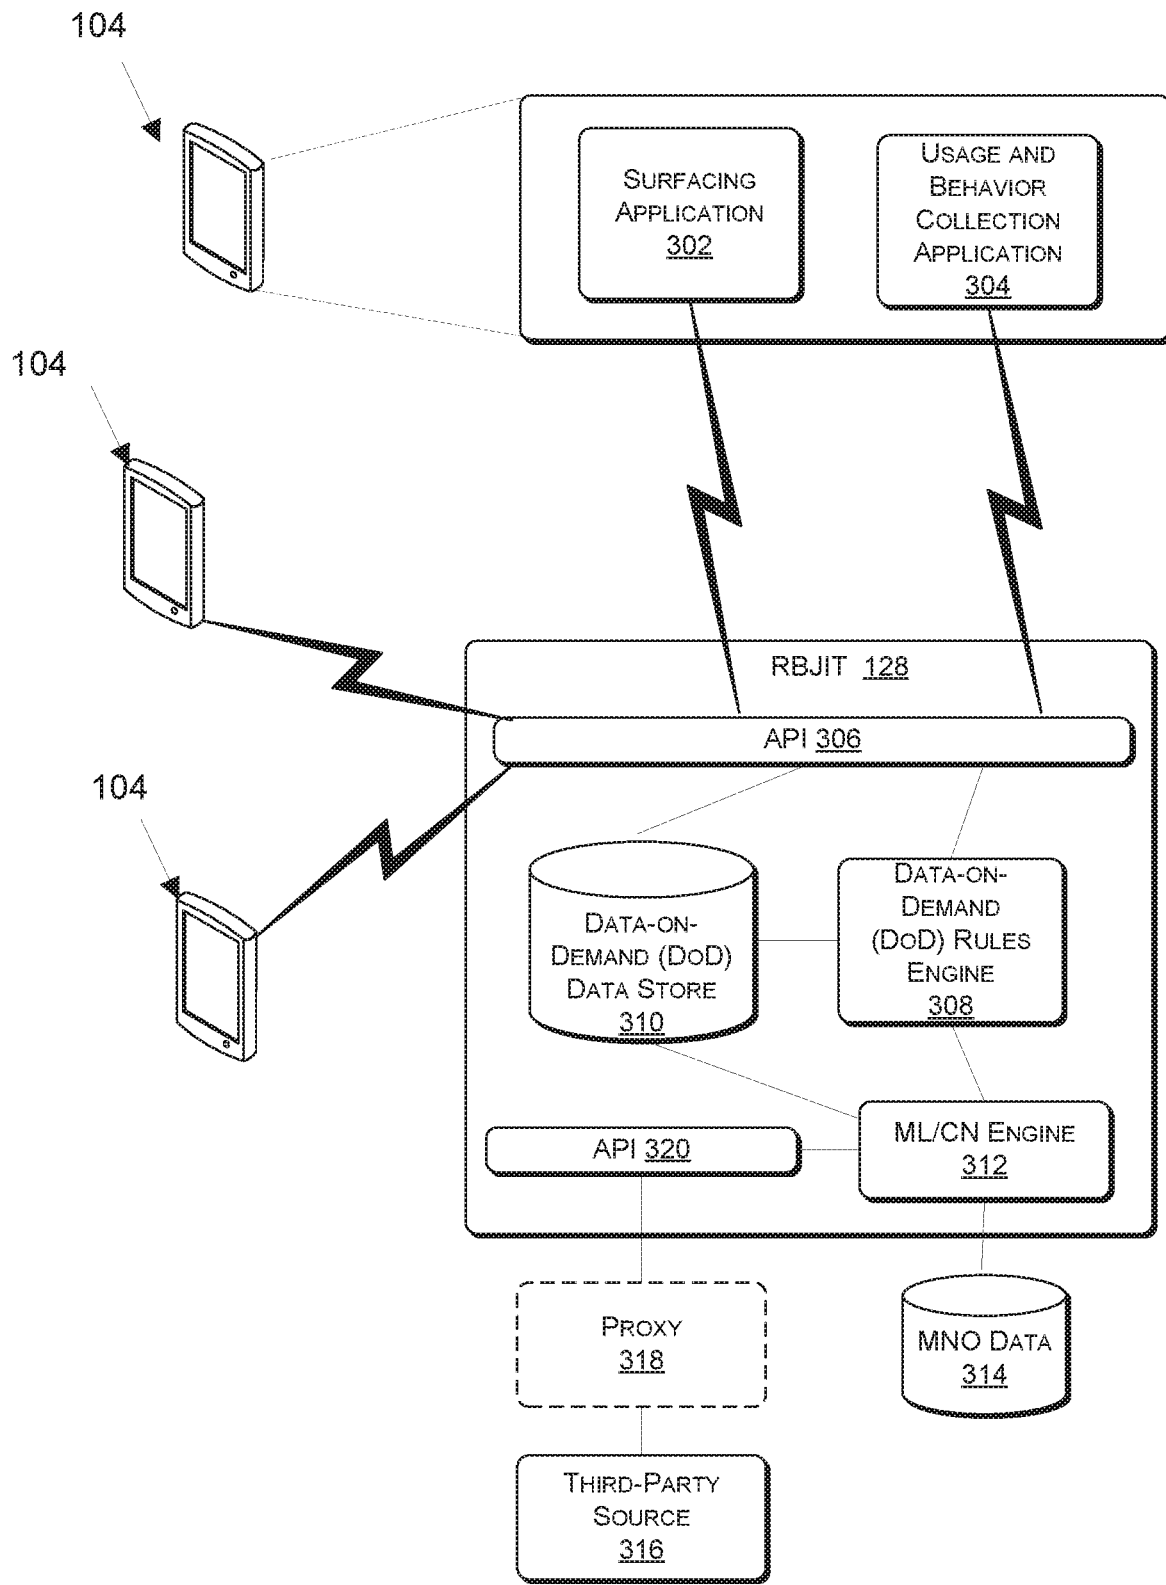 104
SURFACING
APPLICATION
302
USAGE AND
BEHAVIOR
COLLECTION
APPLICATION
304
104
RBJIT 128
API 306
104
DATA-ON-
DEMAND (DOD)
DATA STORE
310
DATA-ON-
DEMAND
(DOD) RULES
ENGINE
308
API 320
ML/CN ENGINE
312
PROXY
318
MNO DATA
314
THIRD-PARTY
SOURCE
316